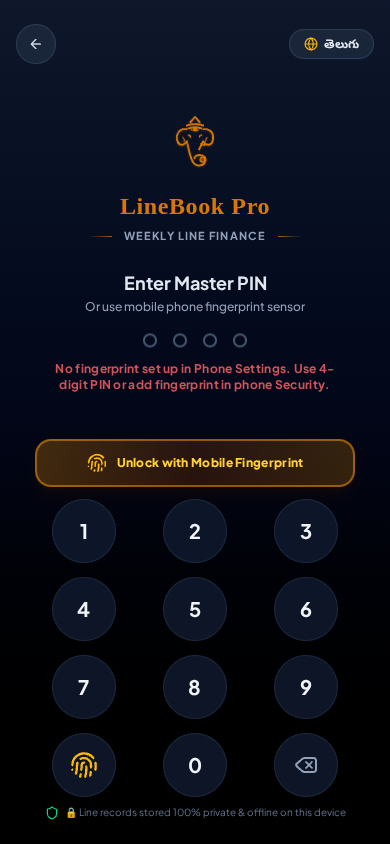 తెలుగు
LineBook Pro
WEEKLY LINE FINANCE
Enter Master PIN
Or use mobile phone fingerprint sensor
No fingerprint set up in Phone Settings. Use 4-
digit PIN or add fingerprint in phone Security.
Unlock with Mobile Fingerprint
1 2 3
4 5 6
7 8 9
0
🔒 Line records stored 100% private & offline on this device